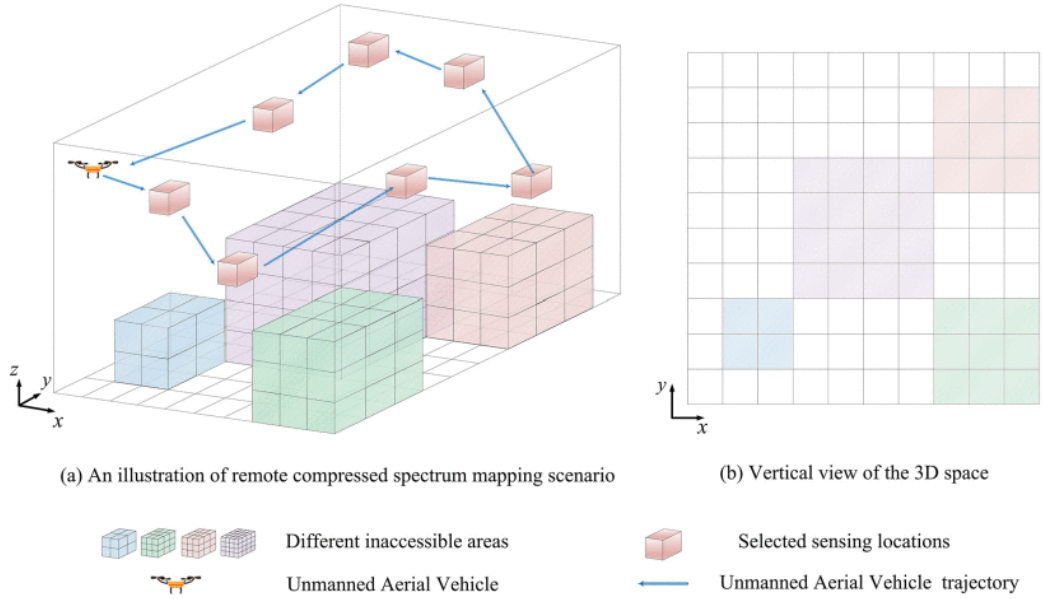 z
y
x
y
x
(a) An illustration of remote compressed spectrum mapping scenario
(b) Vertical view of the 3D space
Different inaccessible areas
Selected sensing locations
Unmanned Aerial Vehicle
Unmanned Aerial Vehicle trajectory